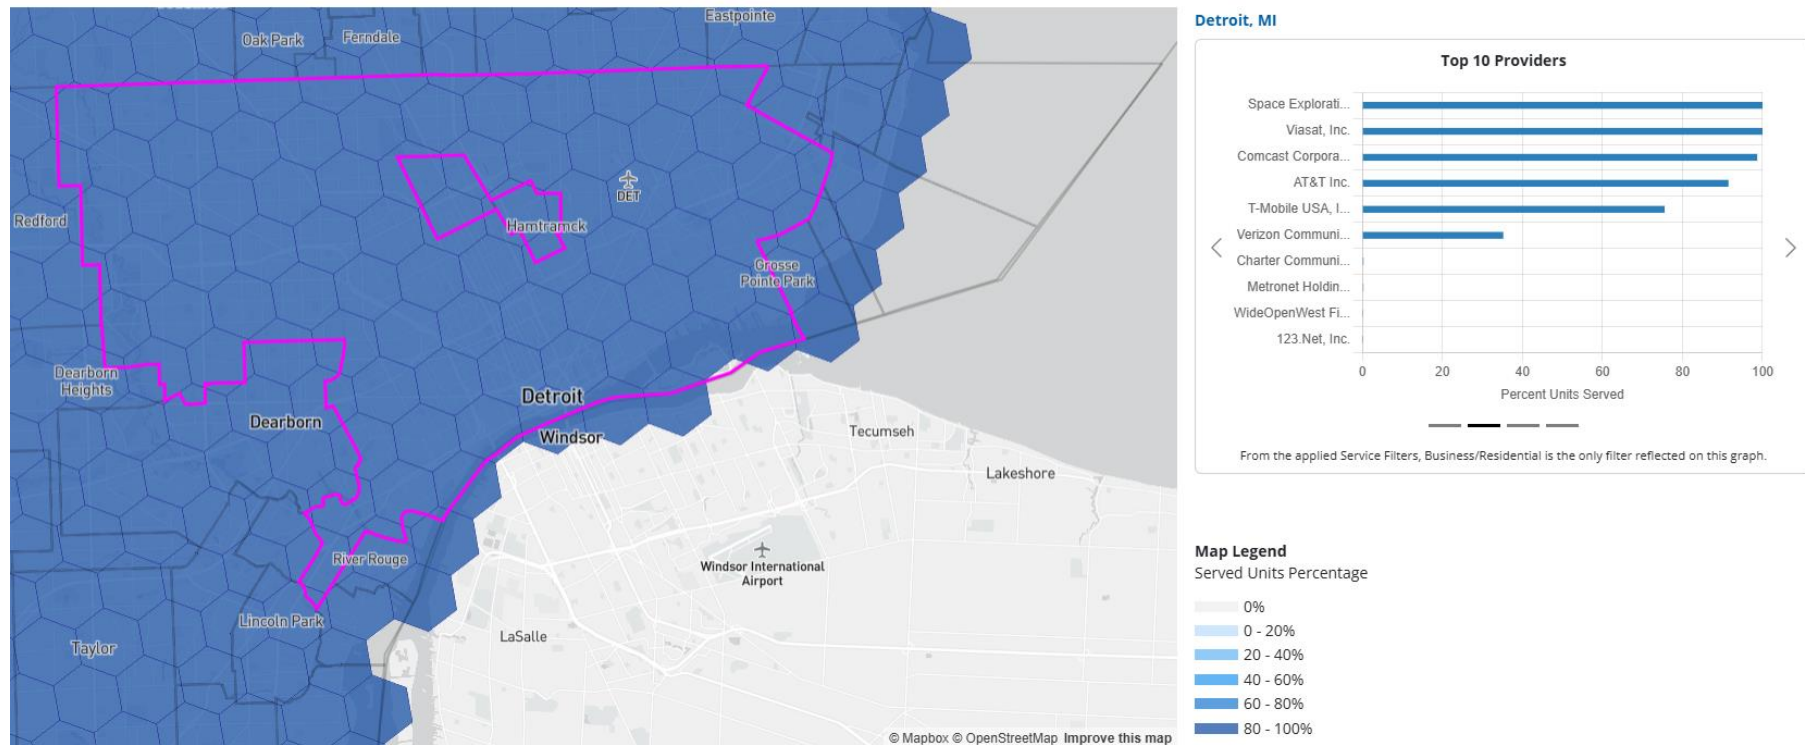 Eastpointe
Oak Park
Ferndale
DET
Redford
Hamtramck
Grosse
Pointe Park
Dearborn
Heights
Detroit
Dearborn
Windsor
Tecumseh
Lakeshore
River Rouge
Windsor International
Airport
Lincoln Park
LaSalle
Taylor
© Mapbox © OpenStreetMap Improve this map
Detroit, MI
Top 10 Providers
Space Explorati...
Viasat, Inc.
Comcast Corpora...
AT&T Inc.
T-Mobile USA, I...
Verizon Communi...
Charter Communi...
Metronet Holdin...
WideOpenWest Fi...
123.Net, Inc.
0 20 40 60 80 100
Percent Units Served
From the applied Service Filters, Business/Residential is the only filter reflected on this graph.
Map Legend
Served Units Percentage
0%
0 - 20%
20 - 40%
40 - 60%
60 - 80%
80 - 100%